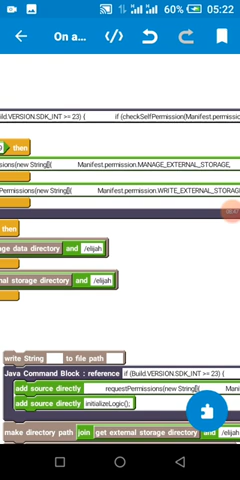 60% 05:22
On a...
uild.VERSION.SDK_INT >= 23) { if (checkSelfPermission(Manifest.permissio
then
sions(new String[]{ Manifest.permission.MANAGE_EXTERNAL_STORAGE,
Permissions(new String[]{ Manifest.permission.WRITE_EXTERNAL_STORAG
then
age data directory and /elijah
nal storage directory and /elijah
write String to file path
Java Command Block : reference if (Build.VERSION.SDK_INT >= 23) {
add source directly requestPermissions(new String[]{ Mani
add source directly initializeLogic();
make directory path join get external storage directory and /elijah